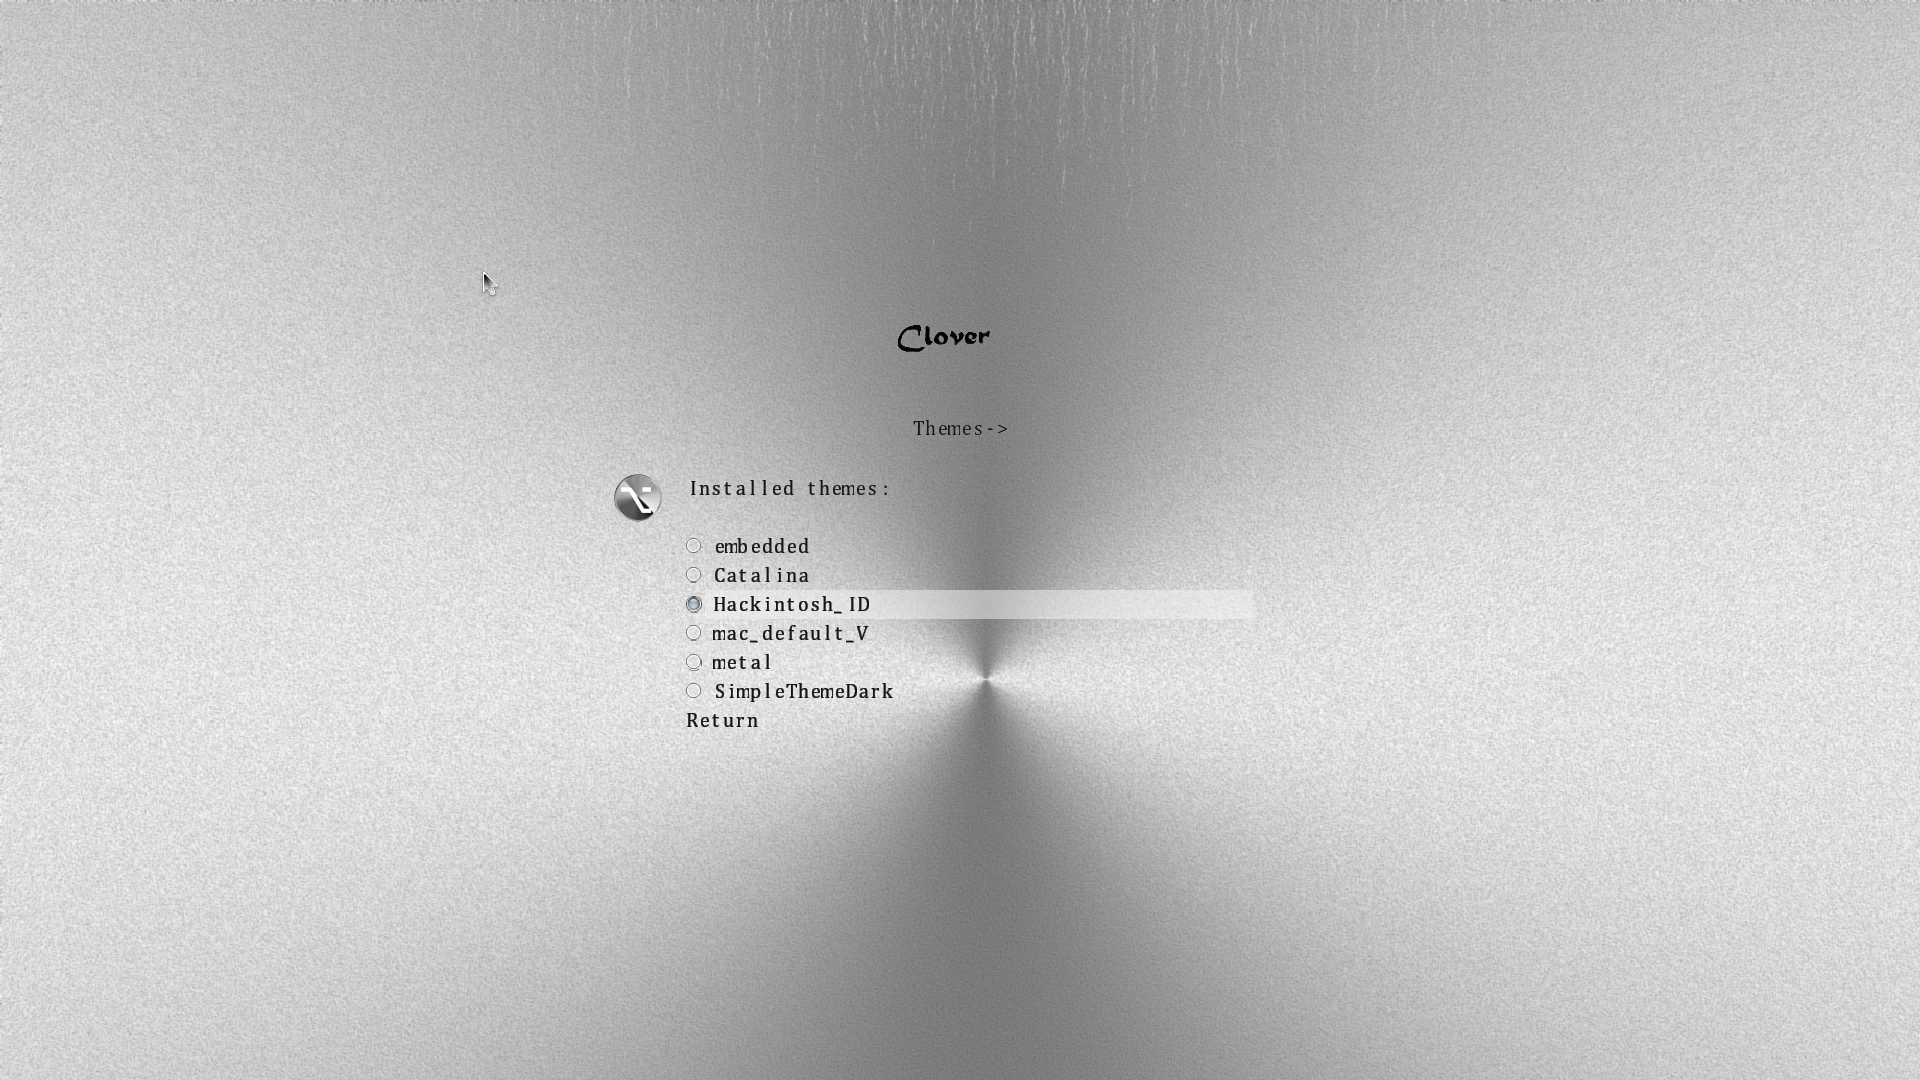 Clover
Themes->
Installed themes:
embedded
Catalina
Hackintosh_ID
mac_default_V
metal
SimpleThemeDark
Return